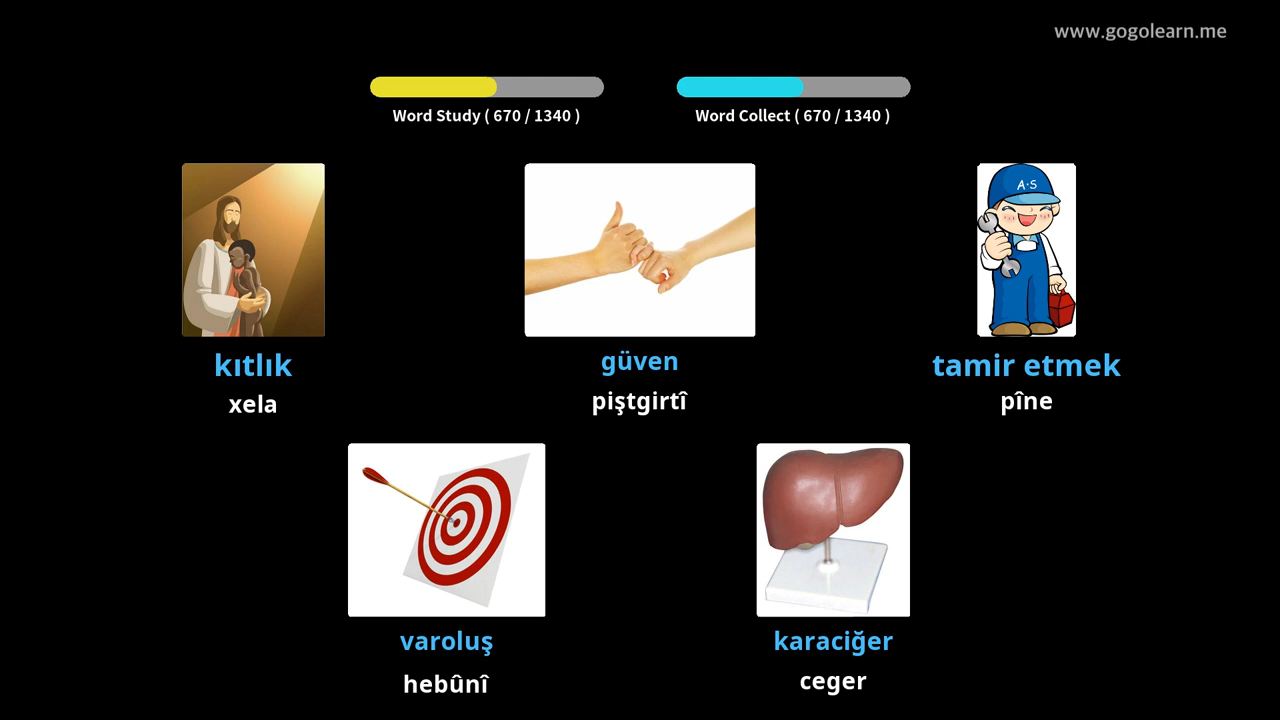 www.gogolearn.me
Word Study ( 670 / 1340 )
Word Collect ( 670 / 1340 )
A·S
kıtlık
xela
güven
piştgirtî
tamir etmek
pîne
varoluş
hebûnî
karaciğer
ceger